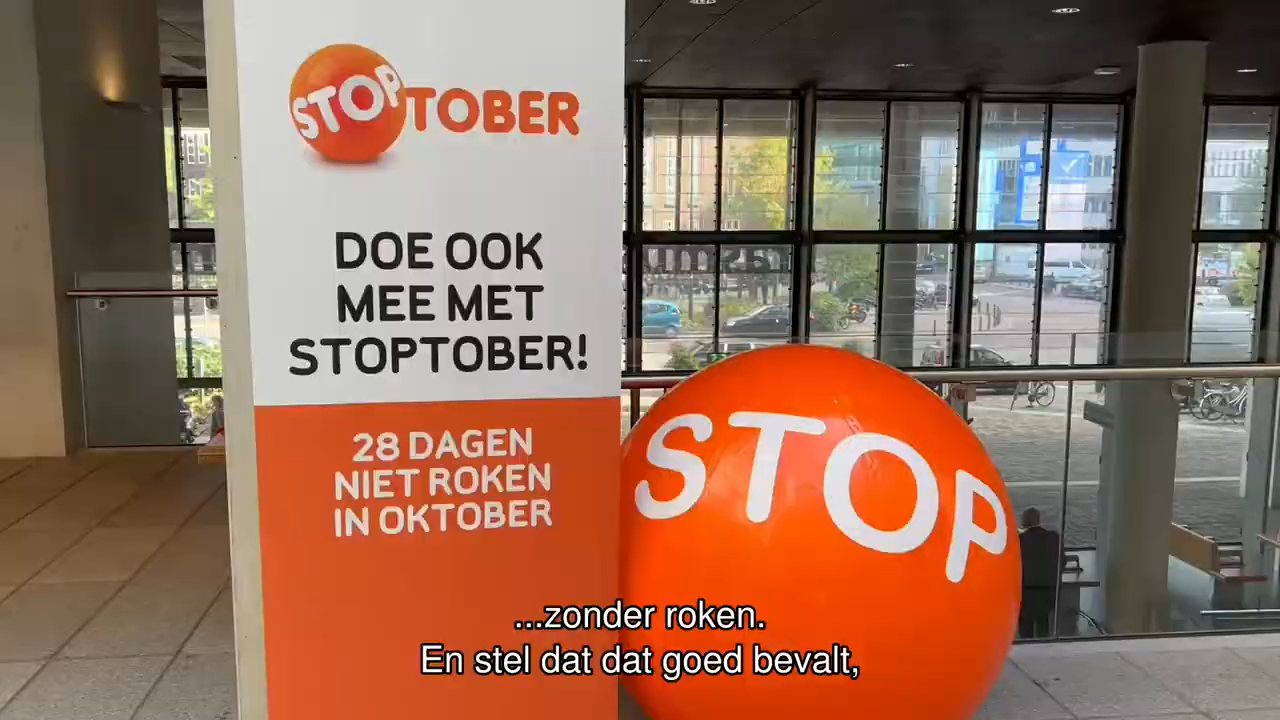 STOPTOBER
DOE OOK
MEE MET
STOPTOBER!
28 DAGEN
NIET ROKEN
IN OKTOBER
STOP
...zonder roken.
En stel dat dat goed bevalt,